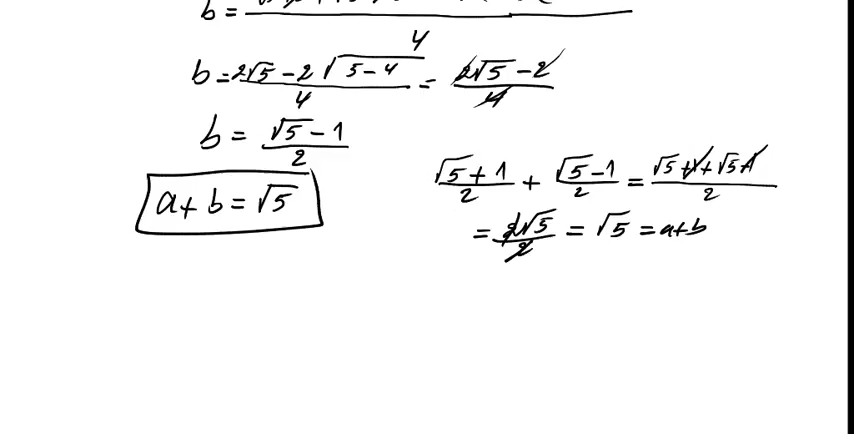 b =
4
b = 2√5 - 2√5-4 / 4 = 2√5 - 2 / 4
b = √5 - 1 / 2
a + b = √5
√5 + 1 / 2 + √5 - 1 / 2 = √5 + 1 + √5 - 1 / 2
= 2√5 / 2 = √5 = a+b